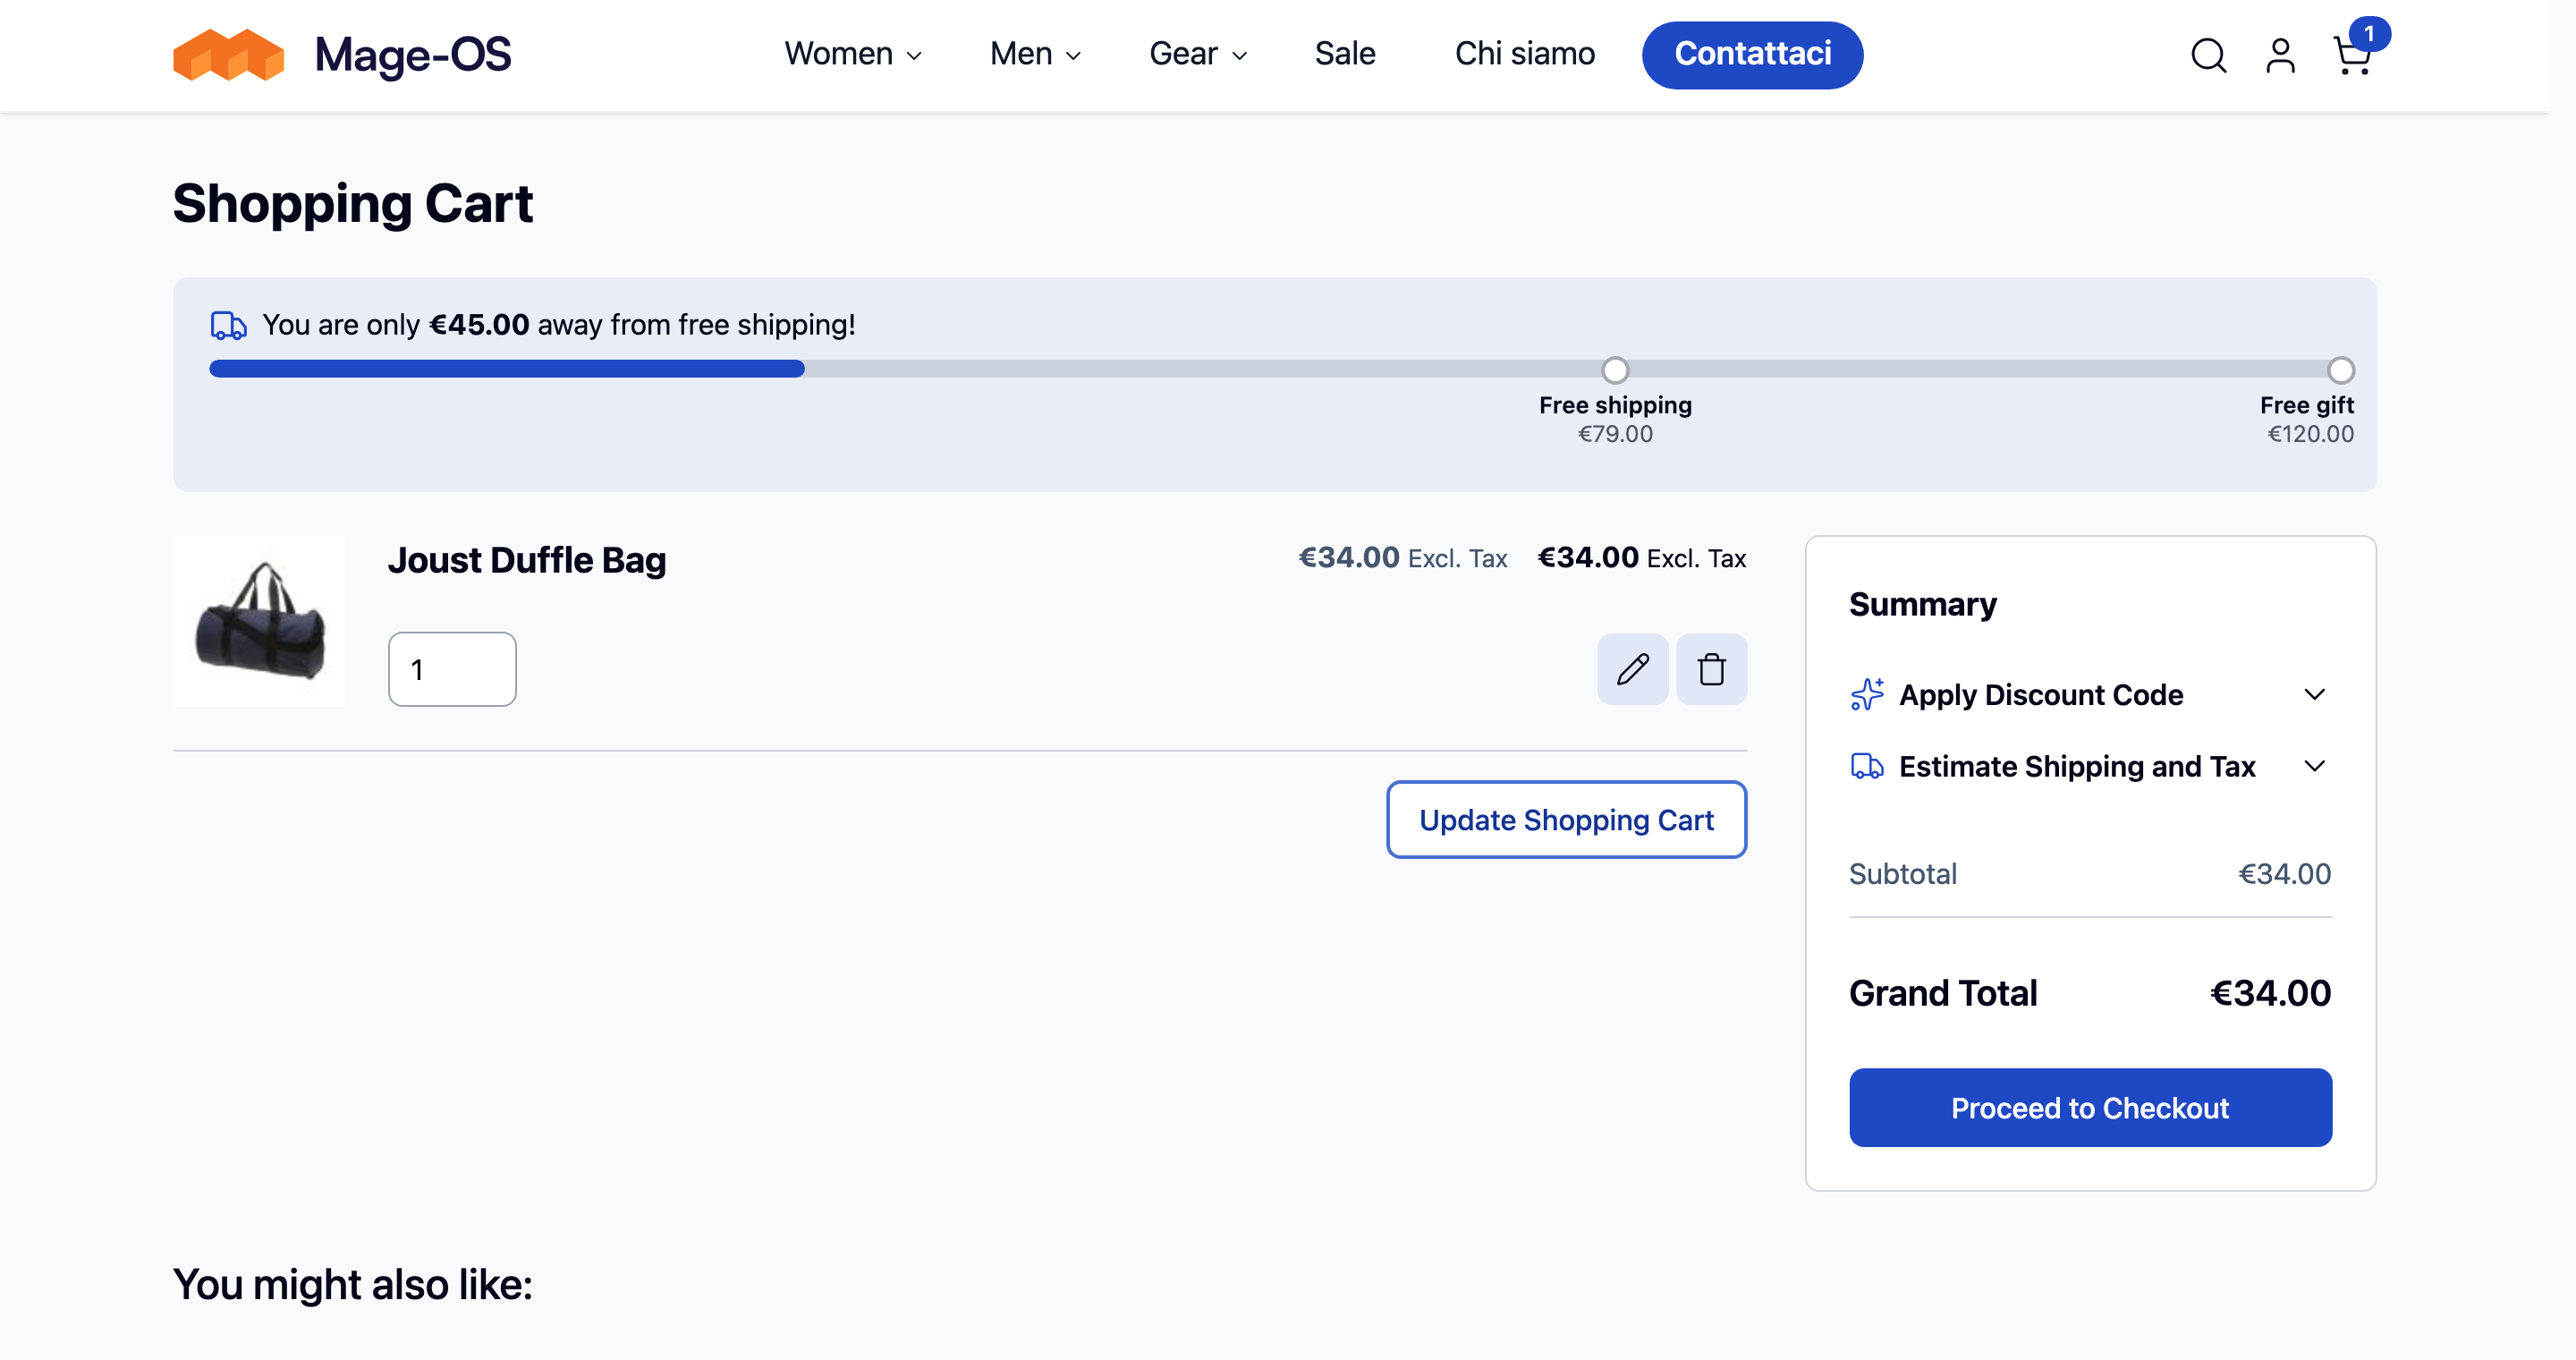 Mage-OS
Women
Men
Gear
Sale
Chi siamo
Contattaci
1
Shopping Cart
You are only €45.00 away from free shipping!
Free shipping
€79.00
Free gift
€120.00
Joust Duffle Bag
€34.00 Excl. Tax
€34.00 Excl. Tax
1
Update Shopping Cart
Summary
Apply Discount Code
Estimate Shipping and Tax
Subtotal €34.00
Grand Total €34.00
Proceed to Checkout
You might also like: